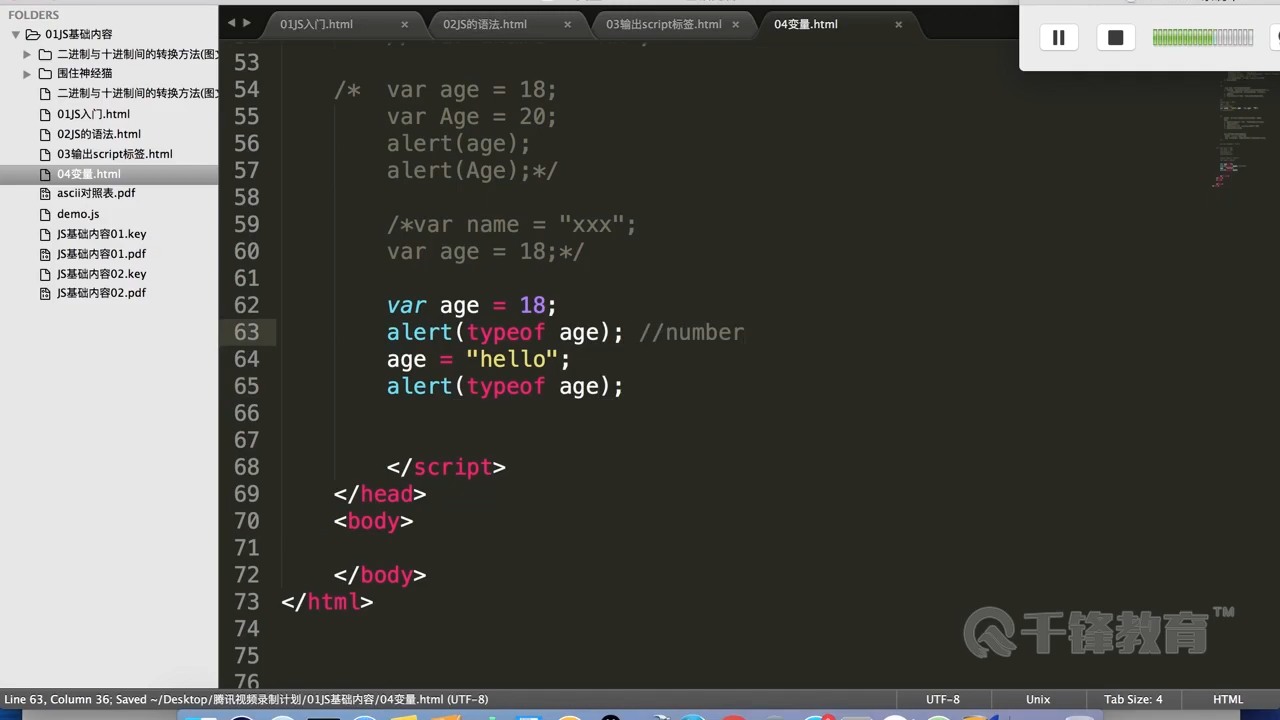 FOLDERS
01JS基础内容
二进制与十进制间的转换方法(图文
围住神经猫
二进制与十进制间的转换方法(图文
01JS入门.html
02JS的语法.html
03输出script标签.html
04变量.html
ascii对照表.pdf
demo.js
JS基础内容01.key
JS基础内容01.pdf
JS基础内容02.key
JS基础内容02.pdf
01JS入门.html × 02JS的语法.html × 03输出script标签.html × 04变量.html ×
53
54 /* var age = 18;
55 var Age = 20;
56 alert(age);
57 alert(Age);*/
58
59 /*var name = "xxx";
60 var age = 18;*/
61
62 var age = 18;
63 alert(typeof age); //number
64 age = "hello";
65 alert(typeof age);
66
67
68 </script>
69 </head>
70 <body>
71
72 </body>
73 </html>
74
75
76
千锋教育™
Line 63, Column 36; Saved ~/Desktop/腾讯视频录制计划/01JS基础内容/04变量.html (UTF-8) UTF-8 Unix Tab Size: 4 HTML